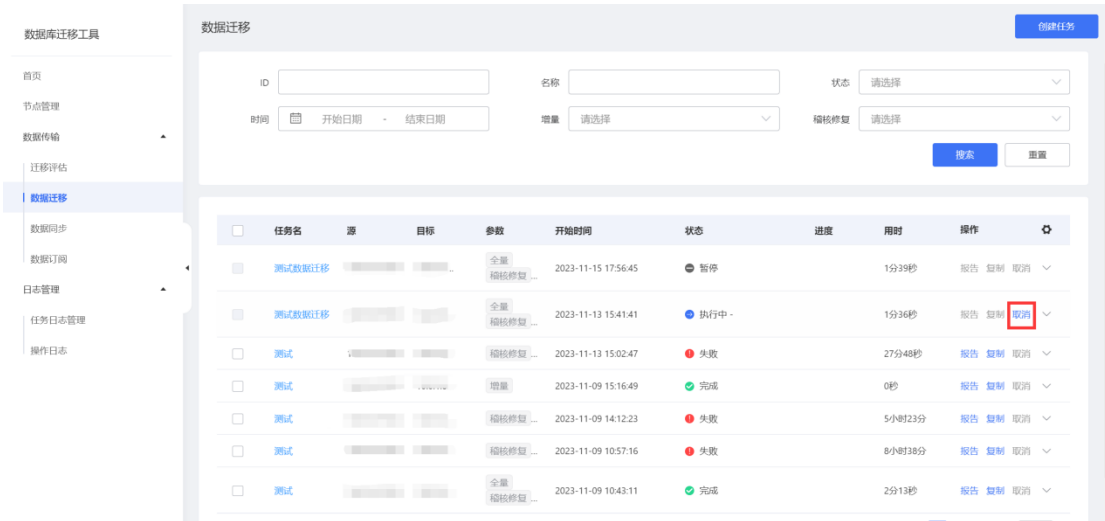 数据库迁移工具
首页
节点管理
数据传输
迁移评估
数据迁移
数据同步
数据订阅
日志管理
任务日志管理
操作日志
数据迁移
创建任务
ID
名称
状态 请选择
时间 开始日期 - 结束日期
增量 请选择
稽核修复 请选择
搜索 重置
任务名 源 目标 参数 开始时间 状态 进度 用时 操作
测试数据迁移 全量 稽核修复 ... 2023-11-15 17:56:45 暂停 1分39秒 报告 复制 取消
测试数据迁移 全量 稽核修复 ... 2023-11-13 15:41:41 执行中 - 1分36秒 报告 复制 取消
测试 稽核修复 ... 2023-11-13 15:02:47 失败 27分48秒 报告 复制 取消
测试 增量 2023-11-09 15:16:49 完成 0秒 报告 复制 取消
测试 稽核修复 ... 2023-11-09 14:12:23 失败 5小时23分 报告 复制 取消
测试 稽核修复 ... 2023-11-09 10:57:16 失败 8小时38分 报告 复制 取消
测试 全量 稽核修复 ... 2023-11-09 10:43:11 完成 2分13秒 报告 复制 取消